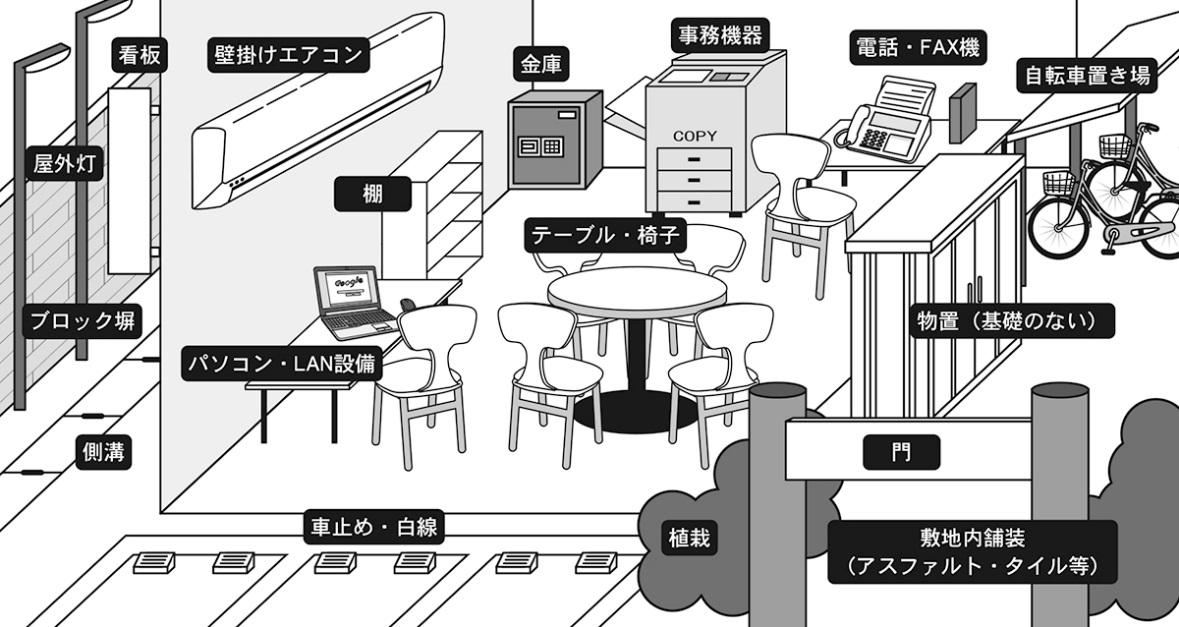 看板
壁掛けエアコン
金庫
事務機器
電話・FAX機
自転車置き場
屋外灯
棚
COPY
テーブル・椅子
Google
ブロック塀
物置（基礎のない）
パソコン・LAN設備
側溝
門
車止め・白線
植栽
敷地内舗装
（アスファルト・タイル等）